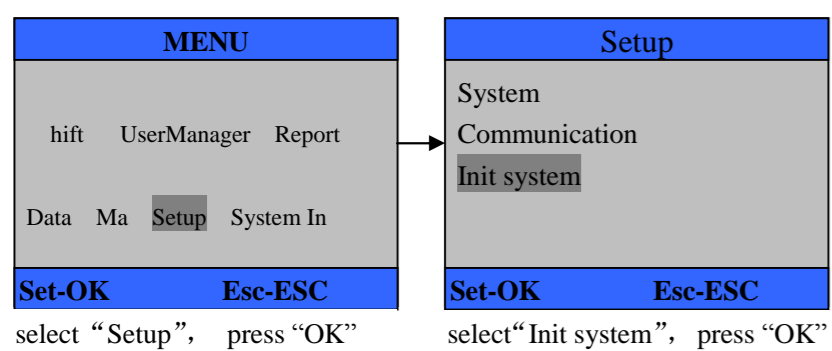 MENU
hift UserManager Report
Data Ma Setup System In
Set-OK Esc-ESC
select “Setup”, press “OK”
Setup
System
Communication
Init system
Set-OK Esc-ESC
select“Init system”, press “OK”